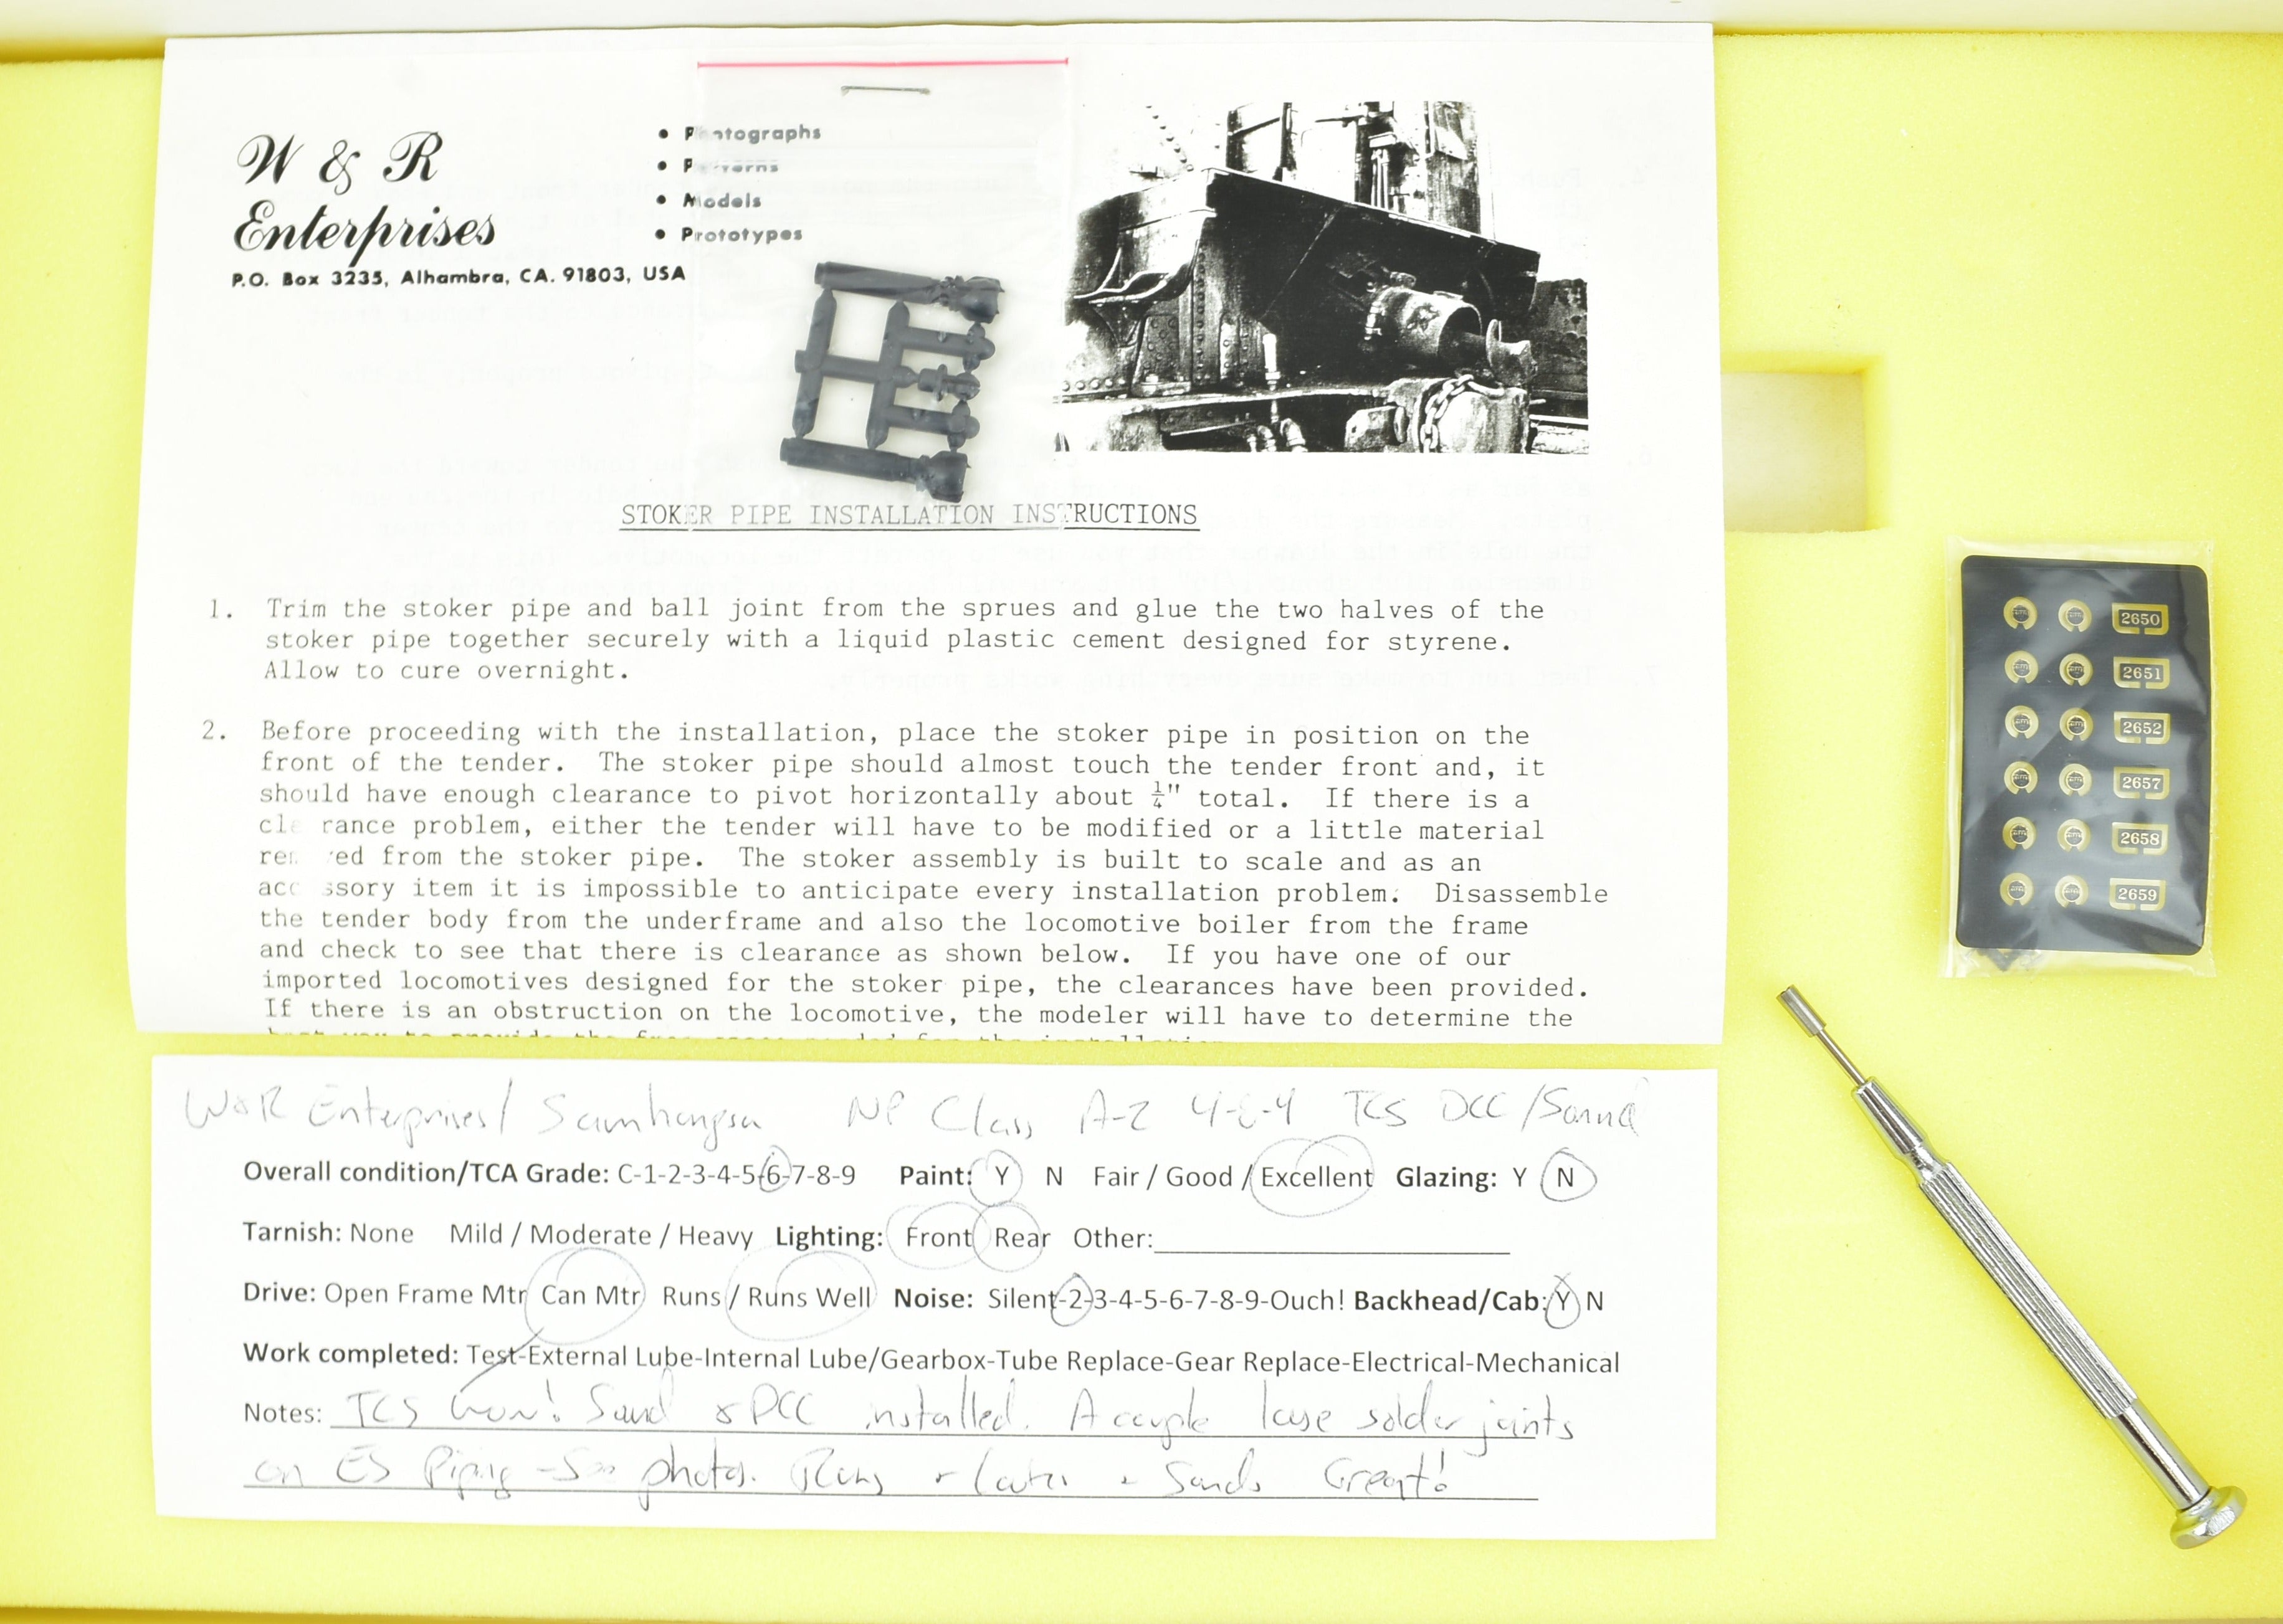 W & R
Enterprises
P.O. Box 3235, Alhambra, CA. 91803, USA
• Photographs
• Patterns
• Models
• Prototypes
STOKER PIPE INSTALLATION INSTRUCTIONS
1. Trim the stoker pipe and ball joint from the sprues and glue the two halves of the
stoker pipe together securely with a liquid plastic cement designed for styrene.
Allow to cure overnight.
2. Before proceeding with the installation, place the stoker pipe in position on the
front of the tender. The stoker pipe should almost touch the tender front and, it
should have enough clearance to pivot horizontally about ¼" total. If there is a
clearance problem, either the tender will have to be modified or a little material
removed from the stoker pipe. The stoker assembly is built to scale and as an
accessory item it is impossible to anticipate every installation problem. Disassemble
the tender body from the underframe and also the locomotive boiler from the frame
and check to see that there is clearance as shown below. If you have one of our
imported locomotives designed for the stoker pipe, the clearances have been provided.
If there is an obstruction on the locomotive, the modeler will have to determine the
2650
2651
2652
2657
2658
2659
W&R Enterprises/ Samhongsa NP Class A-2 4-8-4 TCS DCC/Sound
Overall condition/TCA Grade: C-1-2-3-4-5-6-7-8-9 Paint: Y N Fair / Good / Excellent Glazing: Y N
Tarnish: None Mild / Moderate / Heavy Lighting: Front Rear Other:
Drive: Open Frame Mtr Can Mtr Runs / Runs Well Noise: Silent-2-3-4-5-6-7-8-9-Ouch! Backhead/Cab: Y N
Work completed: Test-External Lube-Internal Lube/Gearbox-Tube Replace-Gear Replace-Electrical-Mechanical
Notes: TCS Wow! Sound & DCC installed. A couple loose solder joints
on ES Piping - See photos. Runs + + Sounds Great!